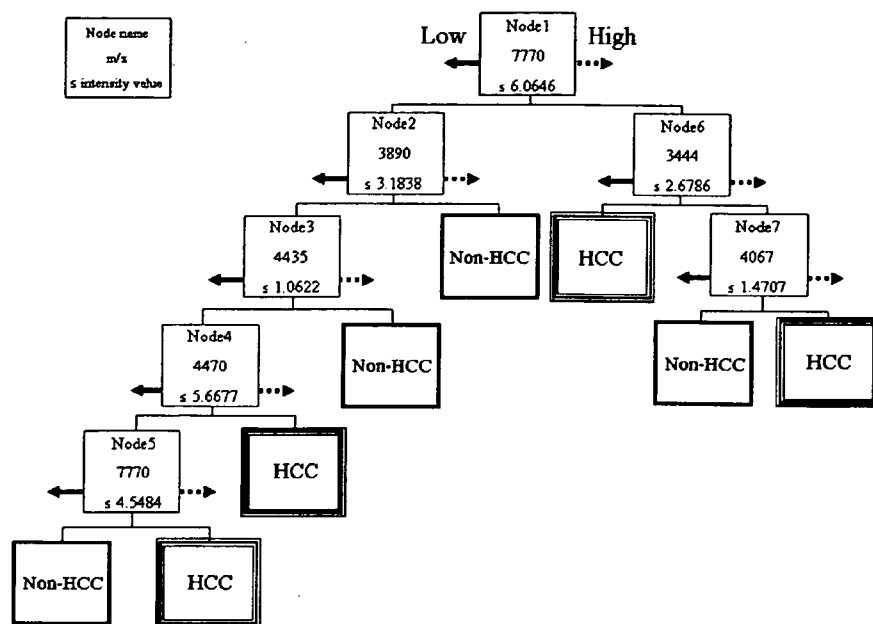 Node name
m/z
≤ intensity value
Low
High
Node1
7770
≤ 6.0646
Node2
3890
≤ 3.1838
Node6
3444
≤ 2.6786
Node3
4435
≤ 1.0622
Non-HCC
HCC
Node7
4067
≤ 1.4707
Node4
4470
≤ 5.6677
Non-HCC
Non-HCC
HCC
Node5
7770
≤ 4.5484
HCC
Non-HCC
HCC